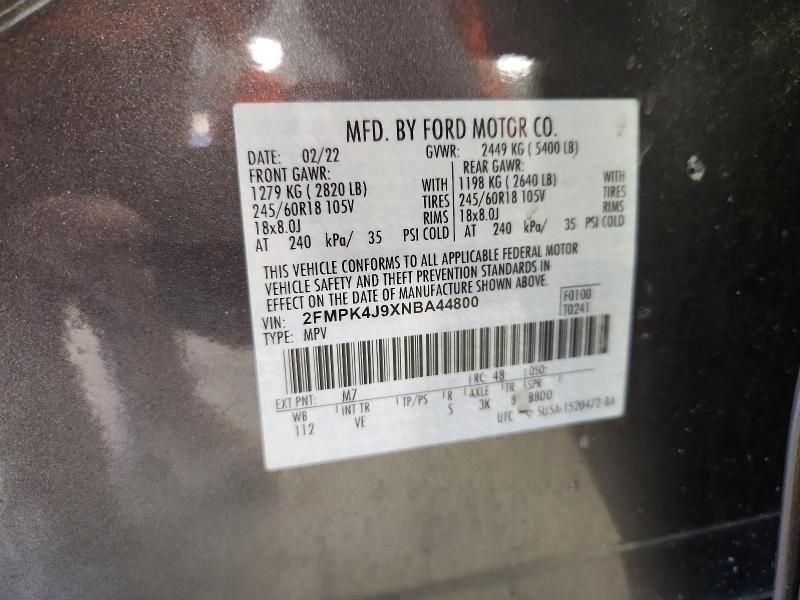 MFD. BY FORD MOTOR CO.
DATE: 02/22 GVWR: 2449 KG ( 5400 LB)
FRONT GAWR: REAR GAWR:
1279 KG ( 2820 LB) WITH 1198 KG ( 2640 LB) WITH
245/60R18 105V TIRES 245/60R18 105V TIRES
18x8.0J RIMS 18x8.0J RIMS
AT 240 kPa/ 35 PSI COLD AT 240 kPa/ 35 PSI COLD
THIS VEHICLE CONFORMS TO ALL APPLICABLE FEDERAL MOTOR
VEHICLE SAFETY AND THEFT PREVENTION STANDARDS IN
EFFECT ON THE DATE OF MANUFACTURE SHOWN ABOVE.
VIN: 2FMPK4J9XNBA44800 F0100
TYPE: MPV T0241
EXT PNT: M7 RC: 48 DSO:
WB INT TR TP/PS R AXLE TR SPR
112 VE S 3K 8 BBDD
UTC 5U5A-1520472-BA